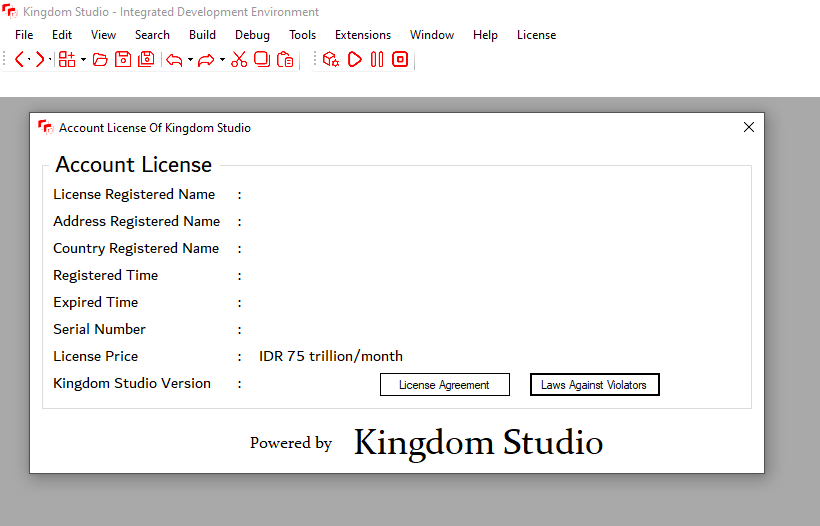 Kingdom Studio - Integrated Development Environment
File Edit View Search Build Debug Tools Extensions Window Help License
Account License Of Kingdom Studio
Account License
License Registered Name :
Address Registered Name :
Country Registered Name :
Registered Time :
Expired Time :
Serial Number :
License Price : IDR 75 trillion/month
Kingdom Studio Version : License Agreement Laws Against Violators
Powered by Kingdom Studio